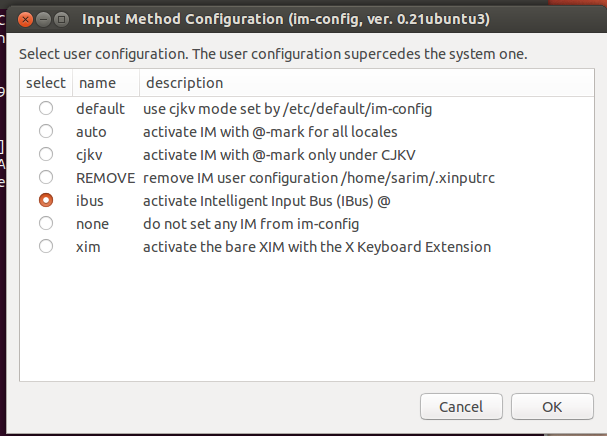 Input Method Configuration (im-config, ver. 0.21ubuntu3)
Select user configuration. The user configuration supercedes the system one.
select name description
default use cjkv mode set by /etc/default/im-config
auto activate IM with @-mark for all locales
cjkv activate IM with @-mark only under CJKV
REMOVE remove IM user configuration /home/sarim/.xinputrc
ibus activate Intelligent Input Bus (IBus) @
none do not set any IM from im-config
xim activate the bare XIM with the X Keyboard Extension
Cancel OK